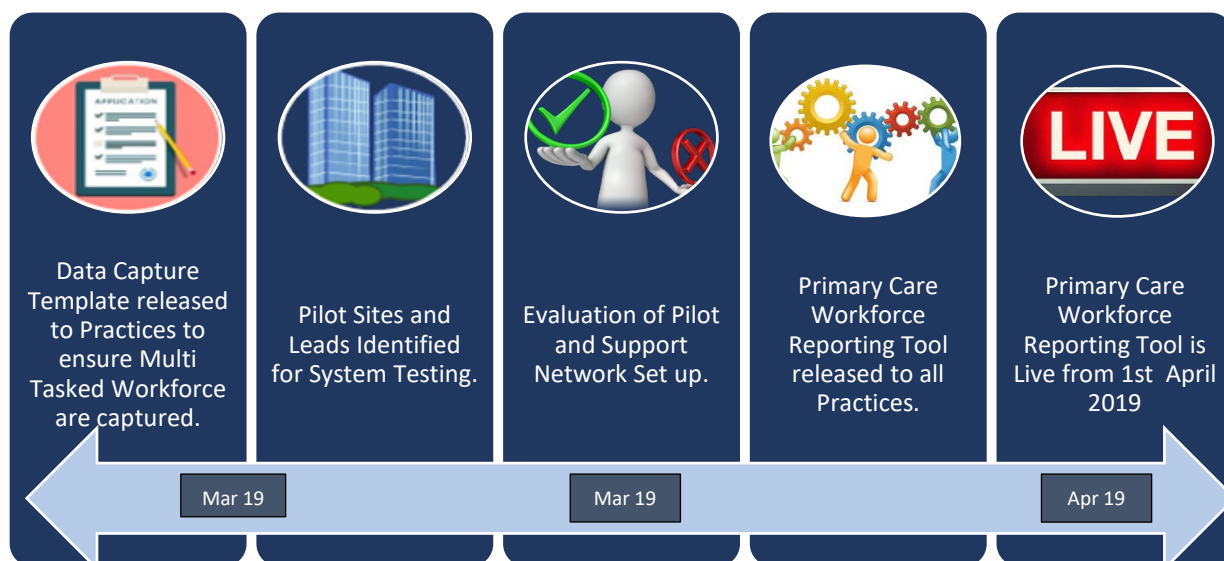 APPLICATION
Data Capture
Template released
to Practices to
ensure Multi
Tasked Workforce
are captured.
Pilot Sites and
Leads Identified
for System Testing.
Evaluation of Pilot
and Support
Network Set up.
Primary Care
Workforce
Reporting Tool
released to all
Practices.
LIVE
Primary Care
Workforce
Reporting Tool is
Live from 1st  April
2019
Mar 19
Mar 19
Apr 19